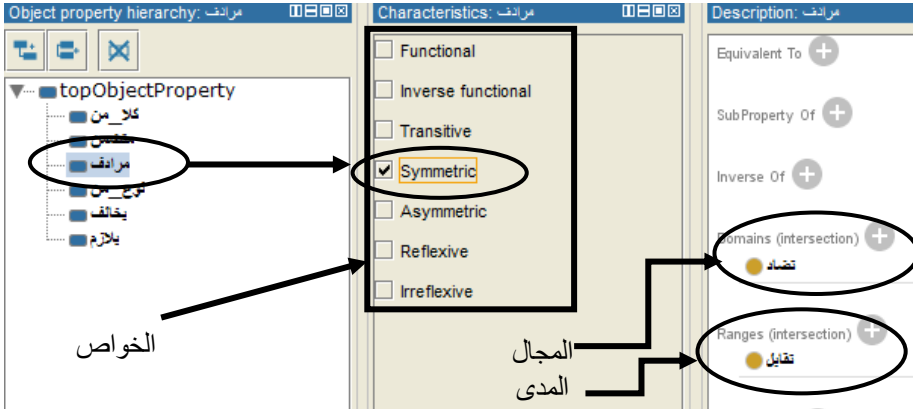 Object property hierarchy: مرادف
topObjectProperty
كلا_من
مرادف
نوع_من
يخالف
يلازم
الخواص
Characteristics: مرادف
Functional
Inverse functional
Transitive
Symmetric
Asymmetric
Reflexive
Irreflexive
المجال
المدى
Description: مرادف
Equivalent To
SubProperty Of
Inverse Of
Domains (intersection)
تضاد
Ranges (intersection)
تقابل